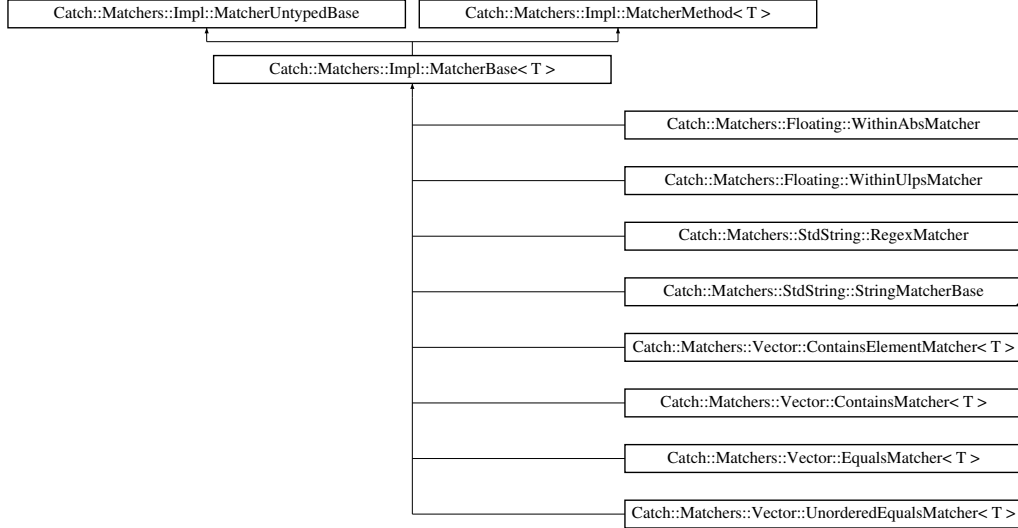 Catch::Matchers::Impl::MatcherUntypedBase
Catch::Matchers::Impl::MatcherMethod< T >
Catch::Matchers::Impl::MatcherBase< T >
Catch::Matchers::Floating::WithinAbsMatcher
Catch::Matchers::Floating::WithinUlpsMatcher
Catch::Matchers::StdString::RegexMatcher
Catch::Matchers::StdString::StringMatcherBase
Catch::Matchers::Vector::ContainsElementMatcher< T >
Catch::Matchers::Vector::ContainsMatcher< T >
Catch::Matchers::Vector::EqualsMatcher< T >
Catch::Matchers::Vector::UnorderedEqualsMatcher< T >